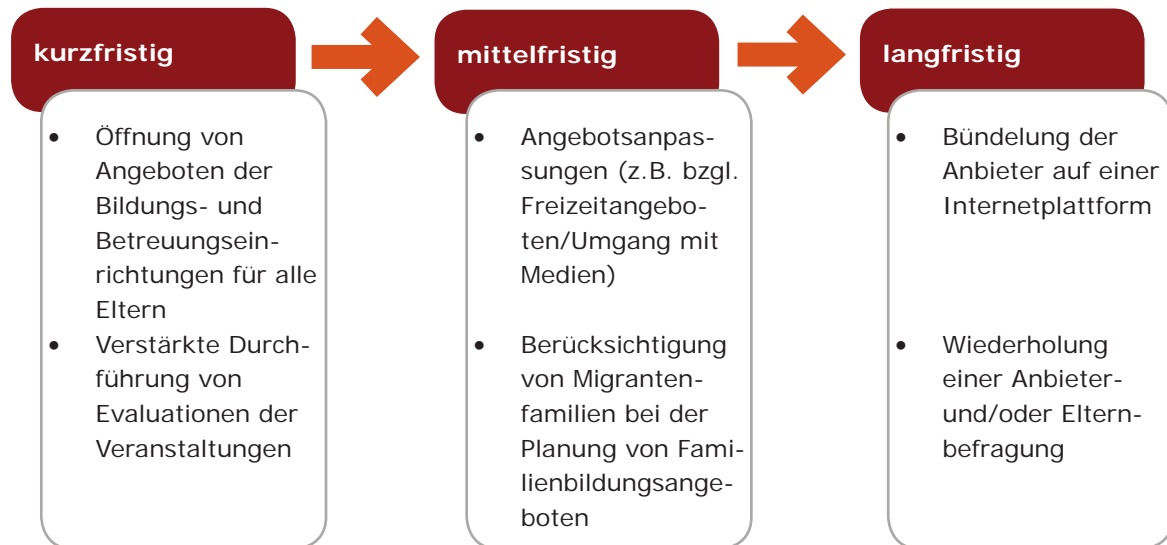 kurzfristig
• Öffnung von
Angeboten der
Bildungs- und
Betreuungsein-
richtungen für alle
Eltern
• Verstärkte Durch-
führung von
Evaluationen der
Veranstaltungen
mittelfristig
• Angebotsanpas-
sungen (z.B. bzgl.
Freizeitangebo-
ten/Umgang mit
Medien)
• Berücksichtigung
von Migranten-
familien bei der
Planung von Fami-
lienbildungsange-
boten
langfristig
• Bündelung der
Anbieter auf einer
Internetplattform
• Wiederholung
einer Anbieter-
und/oder Eltern-
befragung